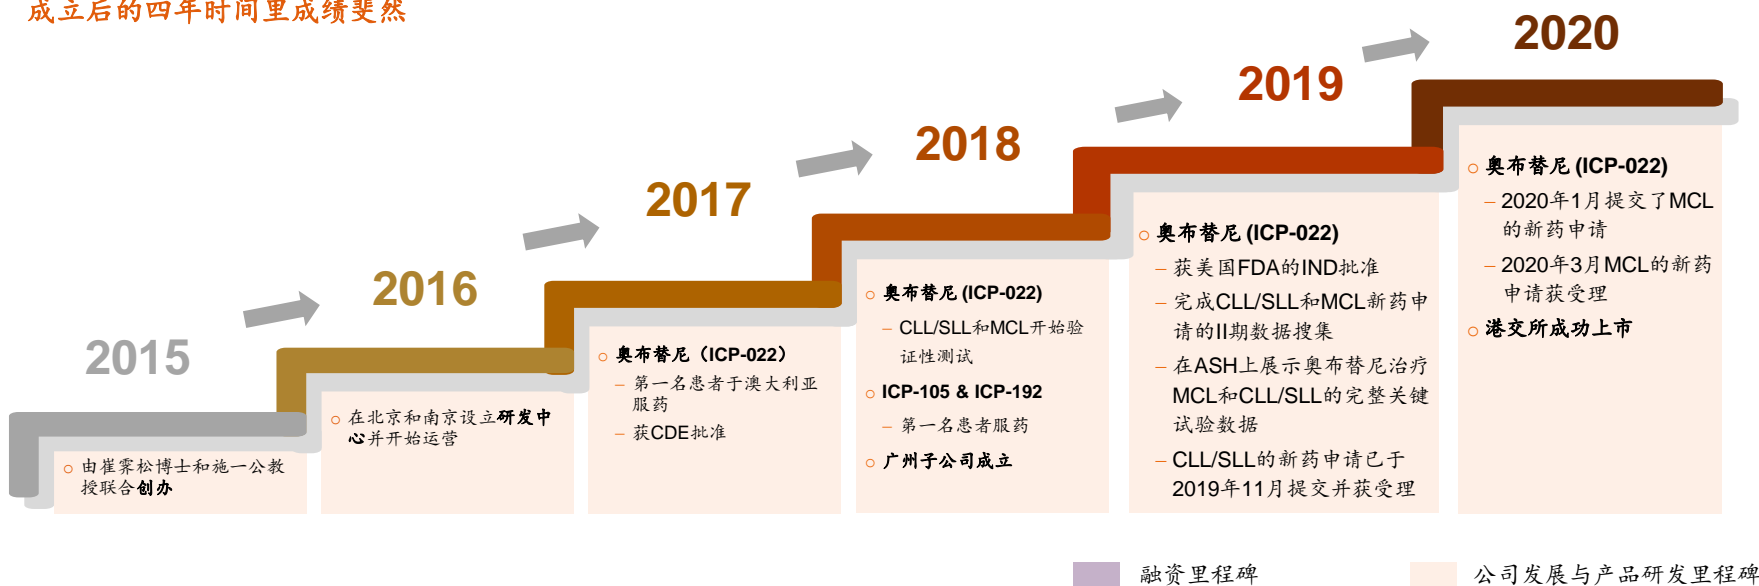 成立后的四年时间里成绩斐然
2015
由崔霁松博士和施一公教
授联合创办
2016
在北京和南京设立研发中
心并开始运营
2017
奥布替尼（ICP-022）
– 第一名患者于澳大利亚
服药
– 获CDE批准
2018
奥布替尼 (ICP-022)
– CLL/SLL和MCL开始验
证性测试
ICP-105 & ICP-192
– 第一名患者服药
广州子公司成立
2019
奥布替尼 (ICP-022)
– 获美国FDA的IND批准
– 完成CLL/SLL和MCL新药申
请的II期数据搜集
– 在ASH上展示奥布替尼治疗
MCL和CLL/SLL的完整关键
试验数据
– CLL/SLL的新药申请已于
2019年11月提交并获受理
2020
奥布替尼 (ICP-022)
– 2020年1月提交了MCL
的新药申请
– 2020年3月MCL的新药
申请获受理
港交所成功上市
融资里程碑
公司发展与产品研发里程碑